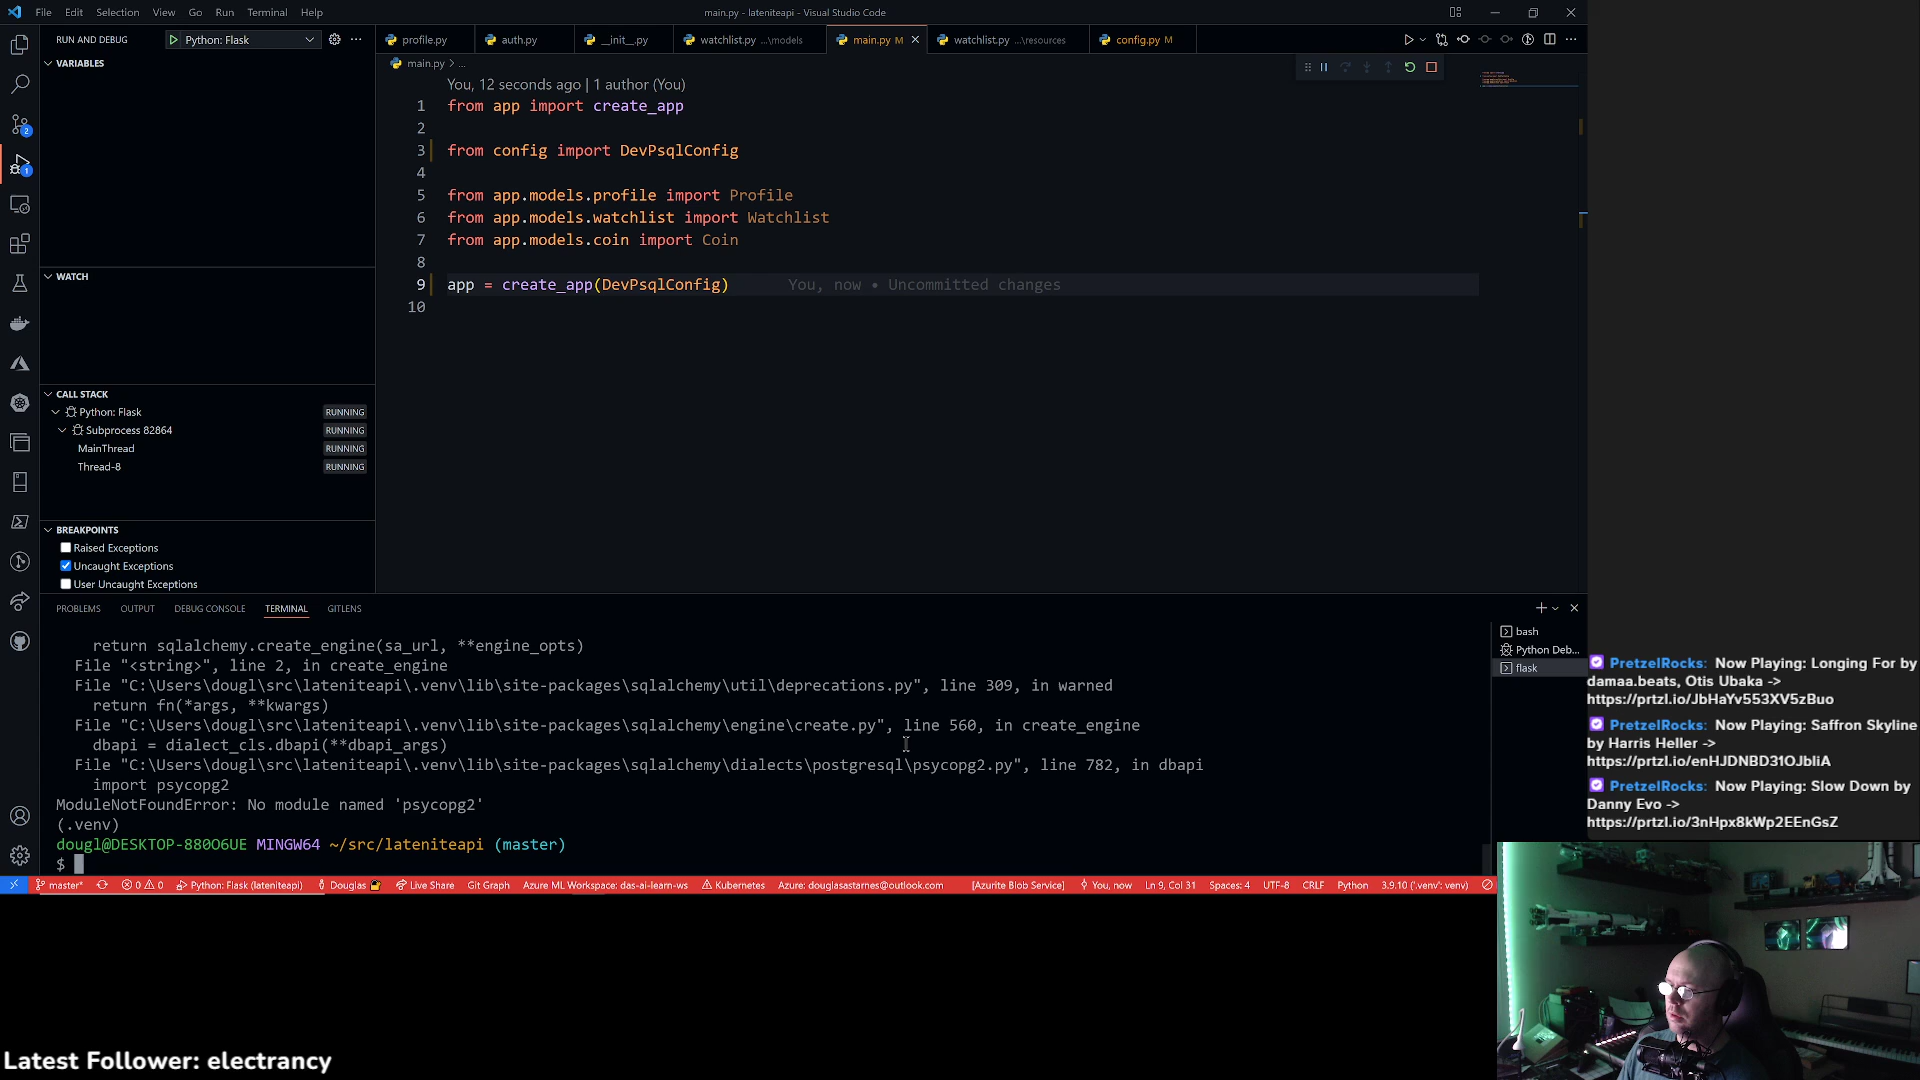 File Edit Selection View Go Run Terminal Help
main.py - lateniteapi - Visual Studio Code
RUN AND DEBUG
Python: Flask
profile.py
auth.py
__init__.py
watchlist.py ...\models
main.py M
watchlist.py ...\resources
config.py M
main.py > ...
VARIABLES
WATCH
CALL STACK
Python: Flask RUNNING
Subprocess 82864 RUNNING
MainThread RUNNING
Thread-8 RUNNING
BREAKPOINTS
Raised Exceptions
Uncaught Exceptions
User Uncaught Exceptions
2
1
You, 12 seconds ago | 1 author (You)
1 from app import create_app
2
3 from config import DevPsqlConfig
4
5 from app.models.profile import Profile
6 from app.models.watchlist import Watchlist
7 from app.models.coin import Coin
8
9 app = create_app(DevPsqlConfig) You, now • Uncommitted changes
10
PROBLEMS OUTPUT DEBUG CONSOLE TERMINAL GITLENS
return sqlalchemy.create_engine(sa_url, **engine_opts)
File "<string>", line 2, in create_engine
File "C:\Users\dougl\src\lateniteapi\.venv\lib\site-packages\sqlalchemy\util\deprecations.py", line 309, in warned
return fn(*args, **kwargs)
File "C:\Users\dougl\src\lateniteapi\.venv\lib\site-packages\sqlalchemy\engine\create.py", line 560, in create_engine
dbapi = dialect_cls.dbapi(**dbapi_args)
File "C:\Users\dougl\src\lateniteapi\.venv\lib\site-packages\sqlalchemy\dialects\postgresql\psycopg2.py", line 782, in dbapi
import psycopg2
ModuleNotFoundError: No module named 'psycopg2'
(.venv)
dougl@DESKTOP-880O6UE MINGW64 ~/src/lateniteapi (master)
$
bash
Python Deb...
flask
master* 0 0 Python: Flask (lateniteapi) Douglas Live Share Git Graph Azure ML Workspace: das-ai-learn-ws Kubernetes Azure: douglasastarnes@outlook.com [Azurite Blob Service] You, now Ln 9, Col 31 Spaces: 4 UTF-8 CRLF Python 3.9.10 ('.venv': venv)
PretzelRocks: Now Playing: Longing For by
damaa.beats, Otis Ubaka ->
https://prtzl.io/JbHaYv553XV5zBuo
PretzelRocks: Now Playing: Saffron Skyline
by Harris Heller ->
https://prtzl.io/enHJDNBD31OJbliA
PretzelRocks: Now Playing: Slow Down by
Danny Evo ->
https://prtzl.io/3nHpx8kWp2EEnGsZ
Latest Follower: electrancy